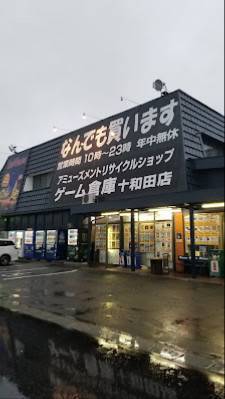 なんでも買います
営業時間 10時～23時 年中無休
アミューズメントリサイクルショップ
ゲーム倉庫 十和田店